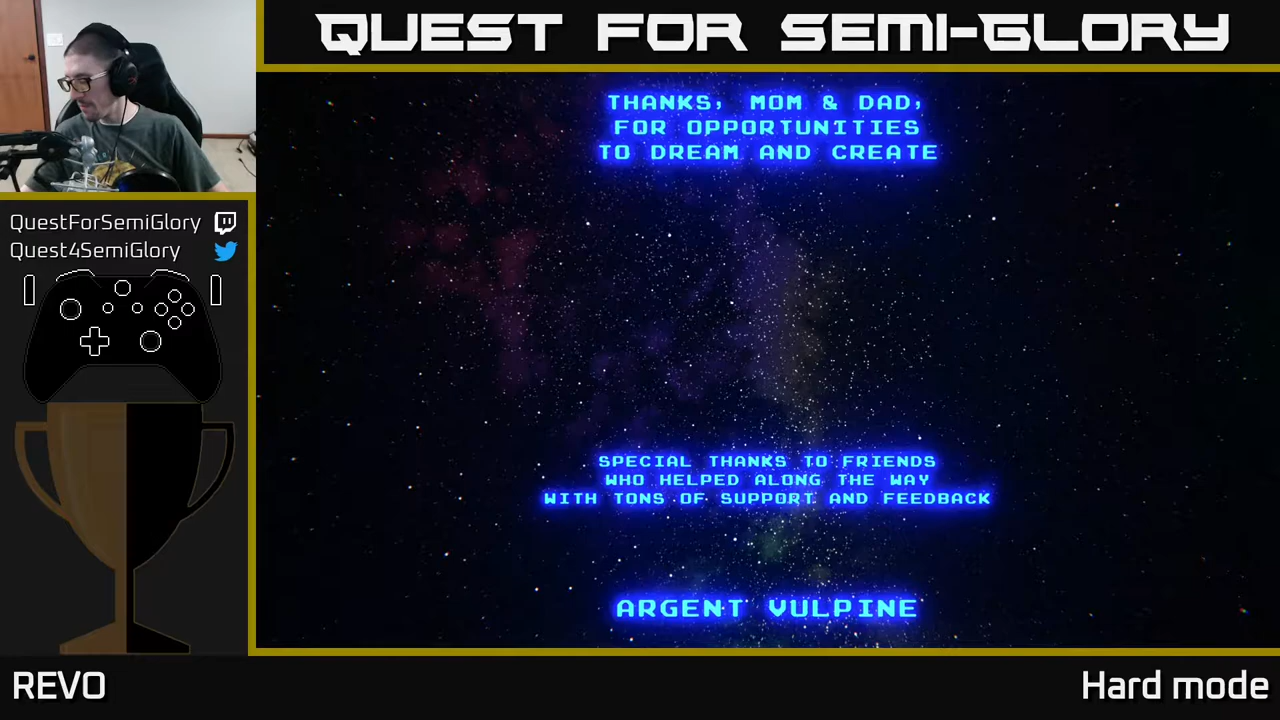 QUEST FOR SEMI-GLORY
THANKS, MOM & DAD,
FOR OPPORTUNITIES
TO DREAM AND CREATE
QuestForSemiGlory
Quest4SemiGlory
SPECIAL THANKS TO FRIENDS
WHO HELPED ALONG THE WAY
WITH TONS OF SUPPORT AND FEEDBACK
ARGENT VULPINE
REVO
Hard mode